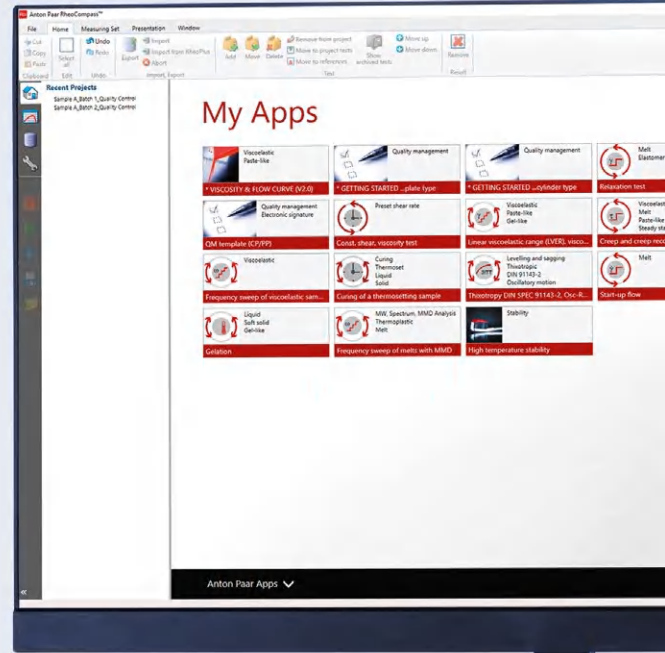 Anton Paar RheoCompass™
File Home Measuring Set Presentation Window
Cut
Copy
Paste
Clipboard
Select
all
Edit
Undo
Redo
Undo
Export
Import
Import from RheoPlus
Abort
Import, Export
Add
Move
Delete
Remove from project
Move to project tests
Move to references
Show
archived tests
Move up
Move down
Test
Remove
Recent Projects
Sample A_Batch 1_Quality Control
Sample A_Batch 2_Quality Control
My Apps
Viscoelastic
Paste-like
* VISCOSITY & FLOW CURVE (V2.0)
Quality management
* GETTING STARTED ...plate type
Quality management
* GETTING STARTED ...cylinder type
Melt
Elastomer
Relaxation test
Quality management
Electronic signature
QM template (CP/PP)
Preset shear rate
Const. shear, viscosity test
Viscoelastic
Paste-like
Gel-like
Linear viscoelastic range (LVER), visco...
Viscoelast
Melt
Paste-like
Steady sta
Creep and creep reco
Viscoelastic
Frequency sweep of viscoelastic sam...
Curing
Thermoset
Liquid
Solid
Curing of a thermosetting sample
Levelling and sagging
Thixotropic
DIN 91143-2
Oscillatory motion
Thixotropy DIN SPEC 91143-2, Osc-R...
Melt
Start-up flow
Liquid
Soft solid
Gel-like
Gelation
MW, Spectrum, MMD Analysis
Thermoplastic
Melt
Frequency sweep of melts with MMD
Stability
High temperature stability
Anton Paar Apps
«